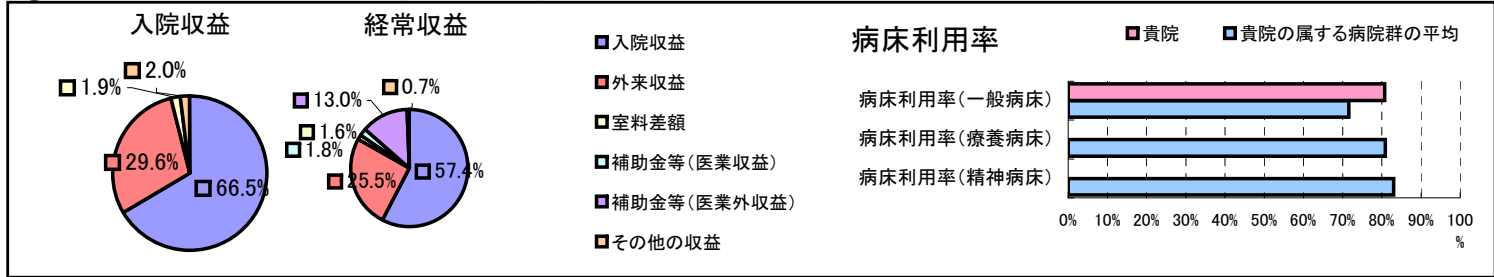 入院収益
2.0%
1.9%
29.6%
66.5%
経常収益
0.7%
13.0%
1.6%
1.8%
25.5%
57.4%
入院収益
外来収益
室料差額
補助金等(医業収益)
補助金等(医業外収益)
その他の収益
病床利用率
貴院 貴院の属する病院群の平均
病床利用率(一般病床)
病床利用率(療養病床)
病床利用率(精神病床)
0% 10% 20% 30% 40% 50% 60% 70% 80% 90% 100
%